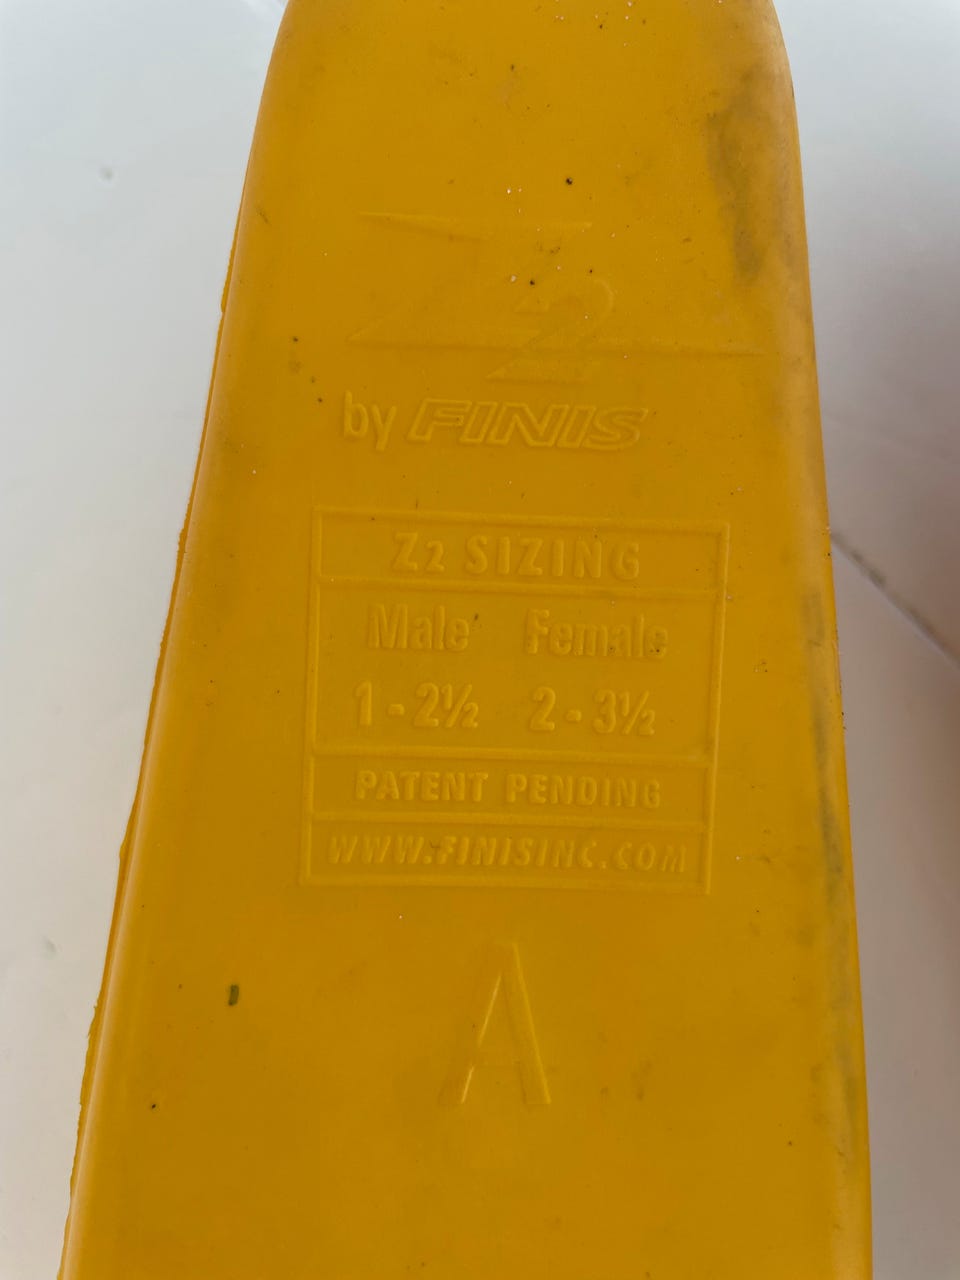 Z2
by FINIS
Z2 SIZING
Male Female
1 - 2½ 2 - 3½
PATENT PENDING
WWW.FINISINC.COM
A